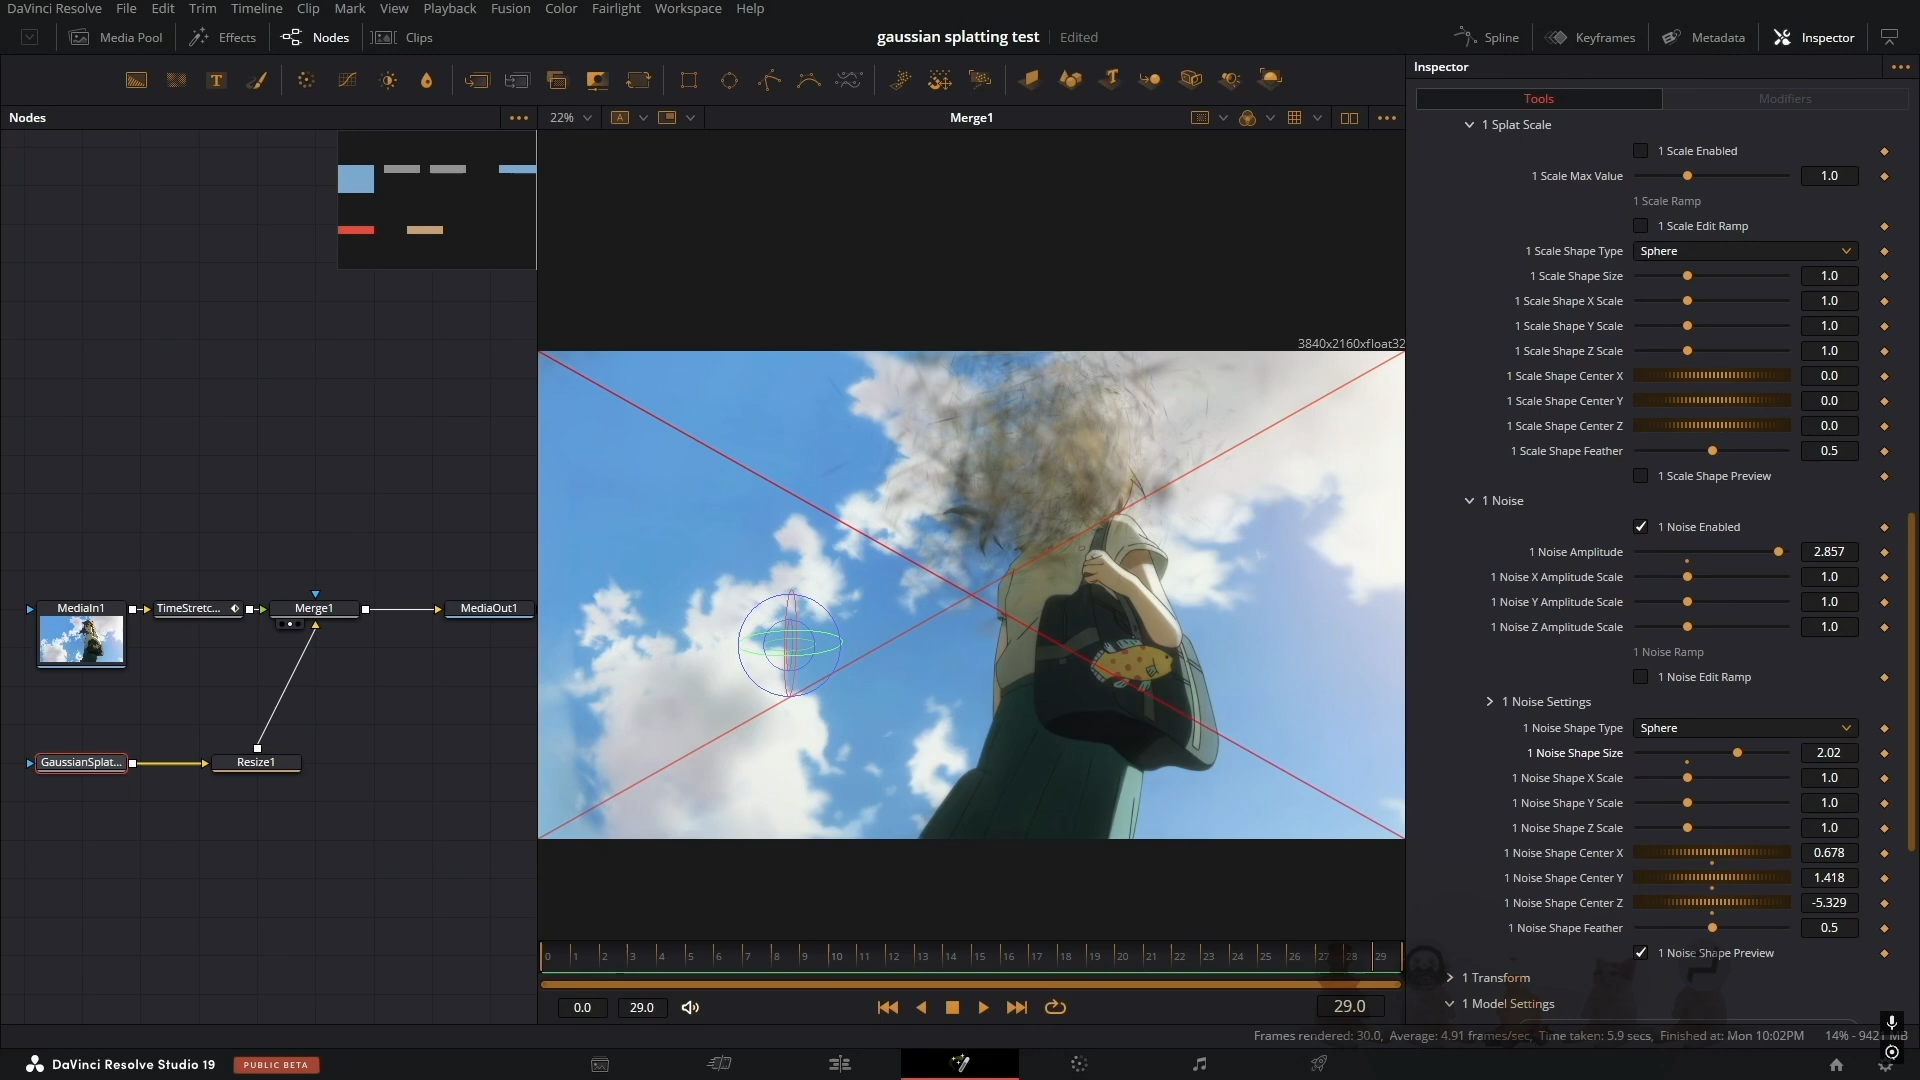 DaVinci Resolve File Edit Trim Timeline Clip Mark View Playback Fusion Color Fairlight Workspace Help
Media Pool Effects Nodes Clips gaussian splatting test Edited Spline Keyframes Metadata Inspector
Inspector
Tools Modifiers
Nodes 22% A Merge1
1 Splat Scale
1 Scale Enabled
1 Scale Max Value 1.0
1 Scale Ramp
1 Scale Edit Ramp
1 Scale Shape Type Sphere
1 Scale Shape Size 1.0
1 Scale Shape X Scale 1.0
1 Scale Shape Y Scale 1.0
3840x2160xfloat32
1 Scale Shape Z Scale 1.0
1 Scale Shape Center X 0.0
1 Scale Shape Center Y 0.0
1 Scale Shape Center Z 0.0
1 Scale Shape Feather 0.5
1 Scale Shape Preview
1 Noise
1 Noise Enabled
1 Noise Amplitude 2.857
1 Noise X Amplitude Scale 1.0
1 Noise Y Amplitude Scale 1.0
1 Noise Z Amplitude Scale 1.0
1 Noise Ramp
1 Noise Edit Ramp
1 Noise Settings
1 Noise Shape Type Sphere
1 Noise Shape Size 2.02
1 Noise Shape X Scale 1.0
1 Noise Shape Y Scale 1.0
1 Noise Shape Z Scale 1.0
1 Noise Shape Center X 0.678
1 Noise Shape Center Y 1.418
1 Noise Shape Center Z -5.329
1 Noise Shape Feather 0.5
1 Noise Shape Preview
1 Transform
1 Model Settings
MediaIn1 TimeStretc... Merge1 MediaOut1
GaussianSplat... Resize1
0 1 2 3 4 5 6 7 8 9 10 11 12 13 14 15 16 17 18 19 20 21 22 23 24 25 26 27 28 29
0.0 29.0 29.0
Frames rendered: 30.0, Average: 4.91 frames/sec, Time taken: 5.9 secs, Finished at: Mon 10:02PM 14% - 9421 MB
DaVinci Resolve Studio 19 PUBLIC BETA